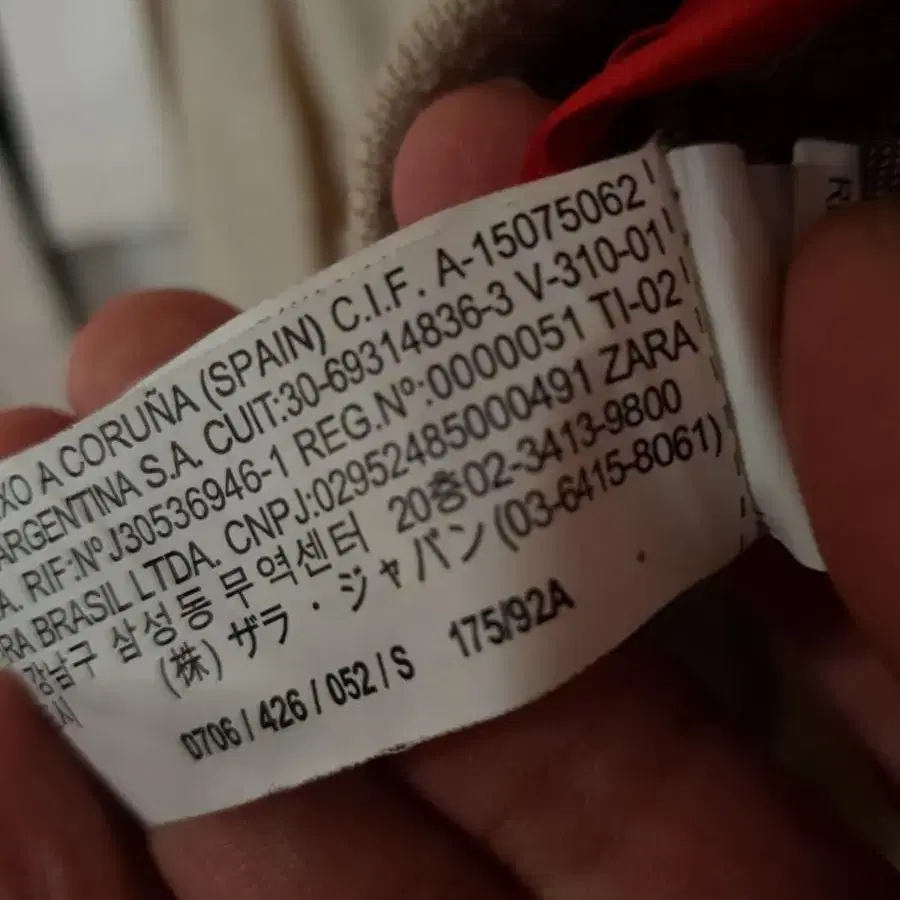 XO A CORUÑA (SPAIN) C.I.F. A-15075062
ARGENTINA S.A. CUIT:30-69314836-3 V-310-01
A. RIF:Nº J30536946-1 REG.Nº:0000051 TI-02
RA BRASIL LTDA. CNPJ:02952485000491 ZARA
강남구 삼성동 무역센터 20층02-3413-9800
(株) ザラ・ジャパン (03-6415-8061)
0706 / 426 / 052 / S 175/92A
R